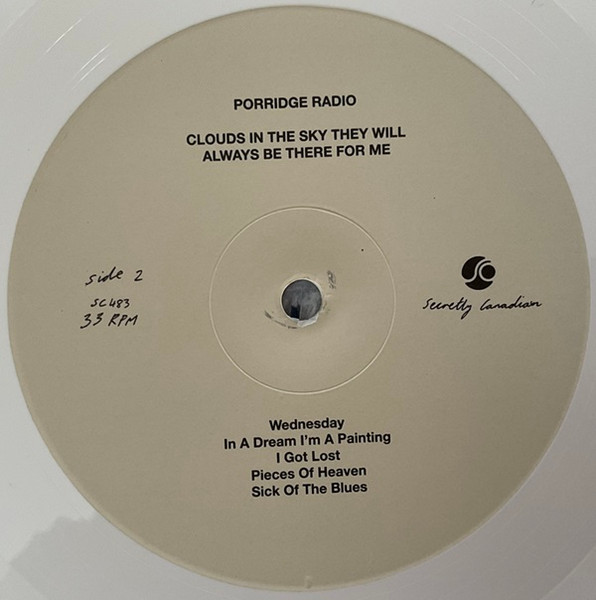 PORRIDGE RADIO
CLOUDS IN THE SKY THEY WILL
ALWAYS BE THERE FOR ME
side 2
SC483
33 RPM
SC
Secretly Canadian
Wednesday
In A Dream I'm A Painting
I Got Lost
Pieces Of Heaven
Sick Of The Blues